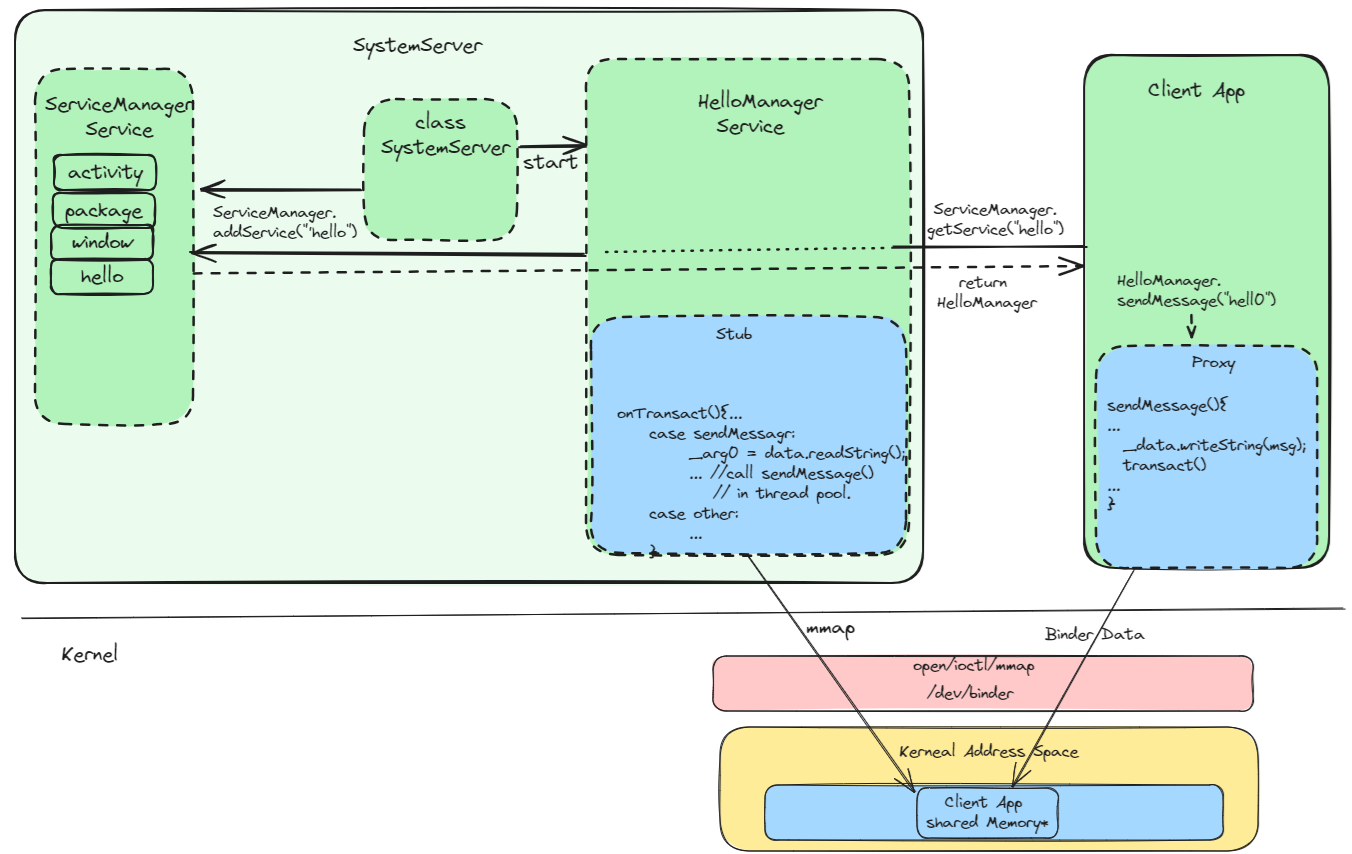 SystemServer
ServiceManager
Service
activity
package
window
hello
class
SystemServer
start
ServiceManager.
addService("hello")
HelloManager
Service
Stub
onTransact(){...
case sendMessagr:
_arg0 = data.readString();
... //call sendMessage()
// in thread pool.
case other:
...
}
ServiceManager.
getService("hello")
return
HelloManager
Client App
HelloManager.
sendMessage("hell0")
Proxy
sendMessage(){
...
_data.writeString(msg);
transact()
...
}
Kernel
mmap
Binder Data
open/ioctl/mmap
/dev/binder
Kerneal Address Space
Client App
shared Memory*